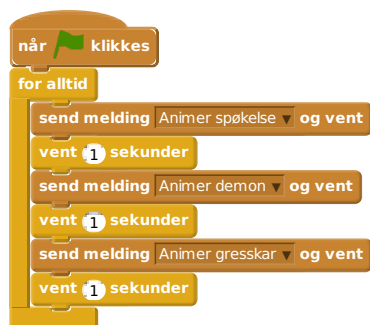 når klikkes
for alltid
send melding Animer spøkelse og vent
vent 1 sekunder
send melding Animer demon og vent
vent 1 sekunder
send melding Animer gresskar og vent
vent 1 sekunder